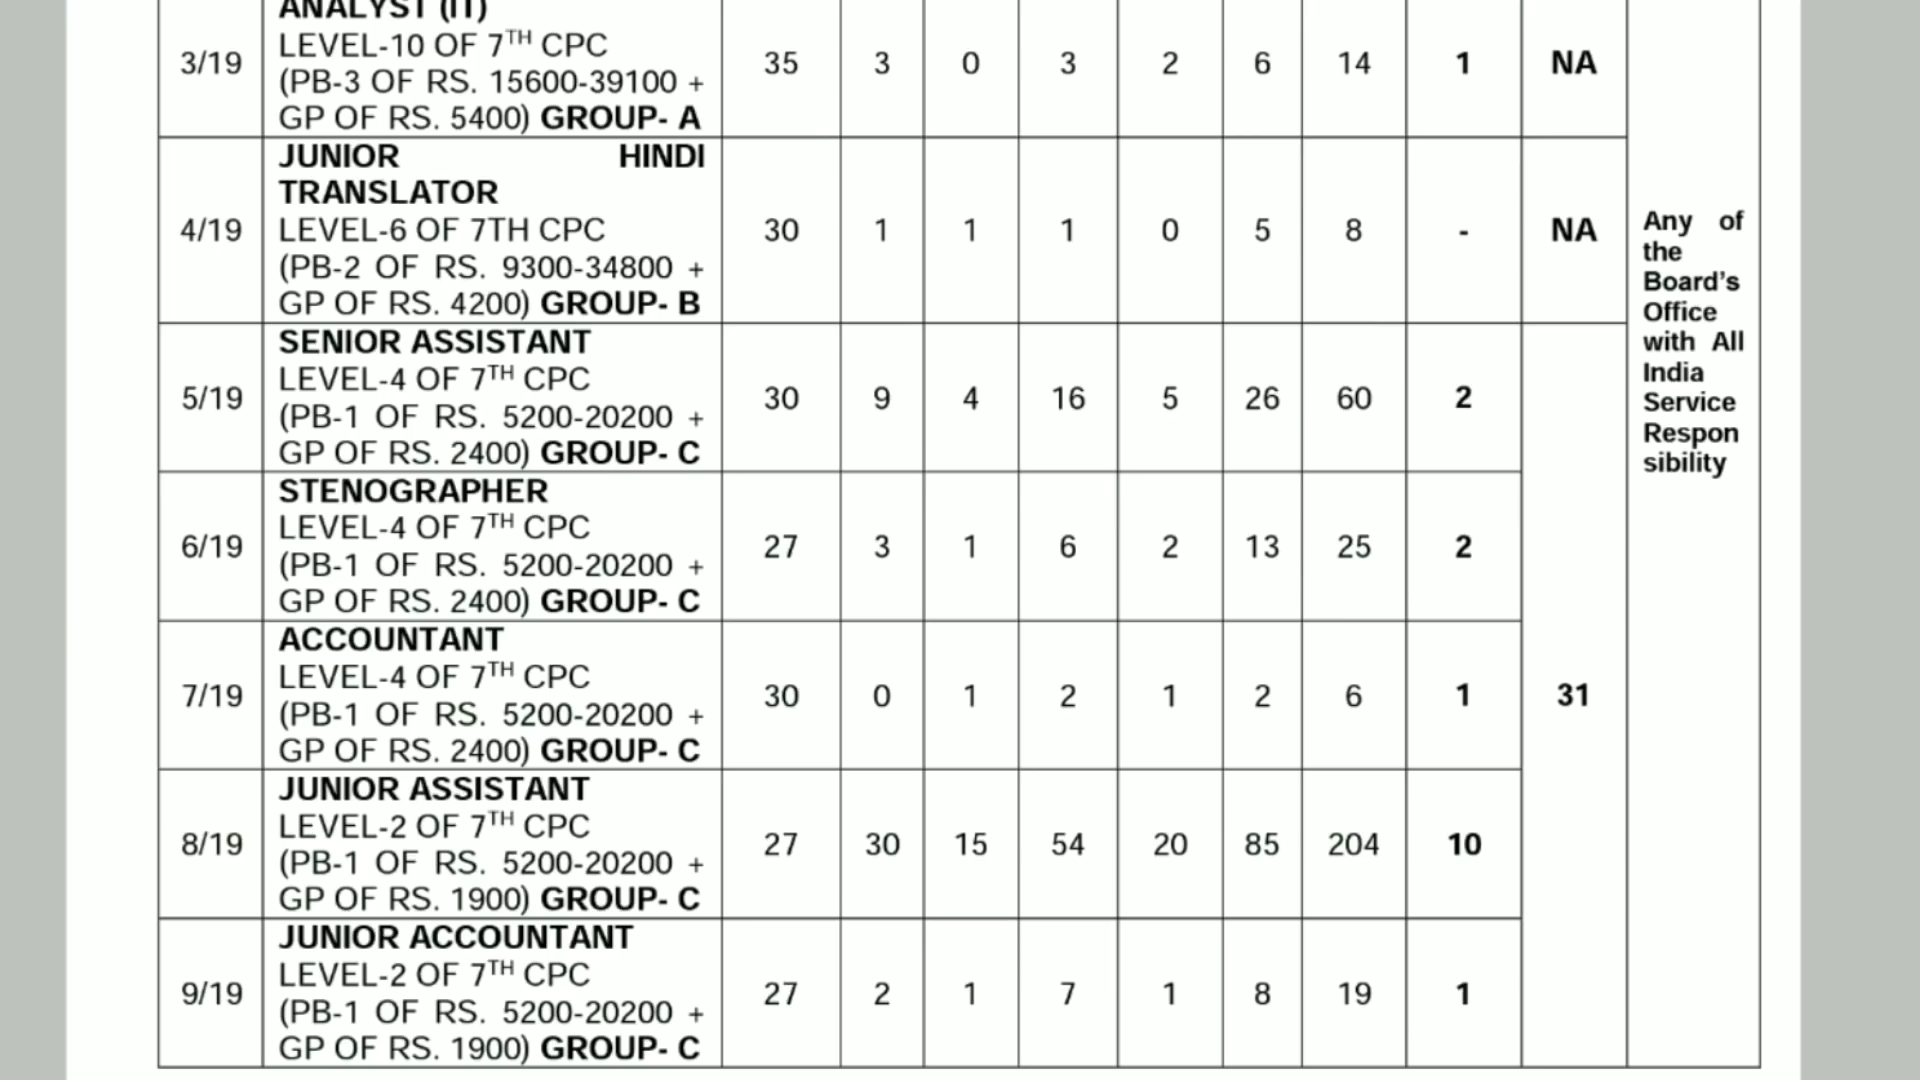 ANALYST (IT)
3/19 LEVEL-10 OF 7TH CPC 35 3 0 3 2 6 14 1 NA
(PB-3 OF RS. 15600-39100 +
GP OF RS. 5400) GROUP- A
JUNIOR HINDI
TRANSLATOR
4/19 LEVEL-6 OF 7TH CPC 30 1 1 1 0 5 8 - NA
(PB-2 OF RS. 9300-34800 +
GP OF RS. 4200) GROUP- B
SENIOR ASSISTANT
LEVEL-4 OF 7TH CPC
5/19 (PB-1 OF RS. 5200-20200 + 30 9 4 16 5 26 60 2
GP OF RS. 2400) GROUP- C
STENOGRAPHER
LEVEL-4 OF 7TH CPC
6/19 (PB-1 OF RS. 5200-20200 + 27 3 1 6 2 13 25 2
GP OF RS. 2400) GROUP- C
ACCOUNTANT
LEVEL-4 OF 7TH CPC
7/19 (PB-1 OF RS. 5200-20200 + 30 0 1 2 1 2 6 1 31
GP OF RS. 2400) GROUP- C
JUNIOR ASSISTANT
LEVEL-2 OF 7TH CPC
8/19 (PB-1 OF RS. 5200-20200 + 27 30 15 54 20 85 204 10
GP OF RS. 1900) GROUP- C
JUNIOR ACCOUNTANT
LEVEL-2 OF 7TH CPC
9/19 (PB-1 OF RS. 5200-20200 + 27 2 1 7 1 8 19 1
GP OF RS. 1900) GROUP- C
Any of
the
Board's
Office
with All
India
Service
Respon
sibility